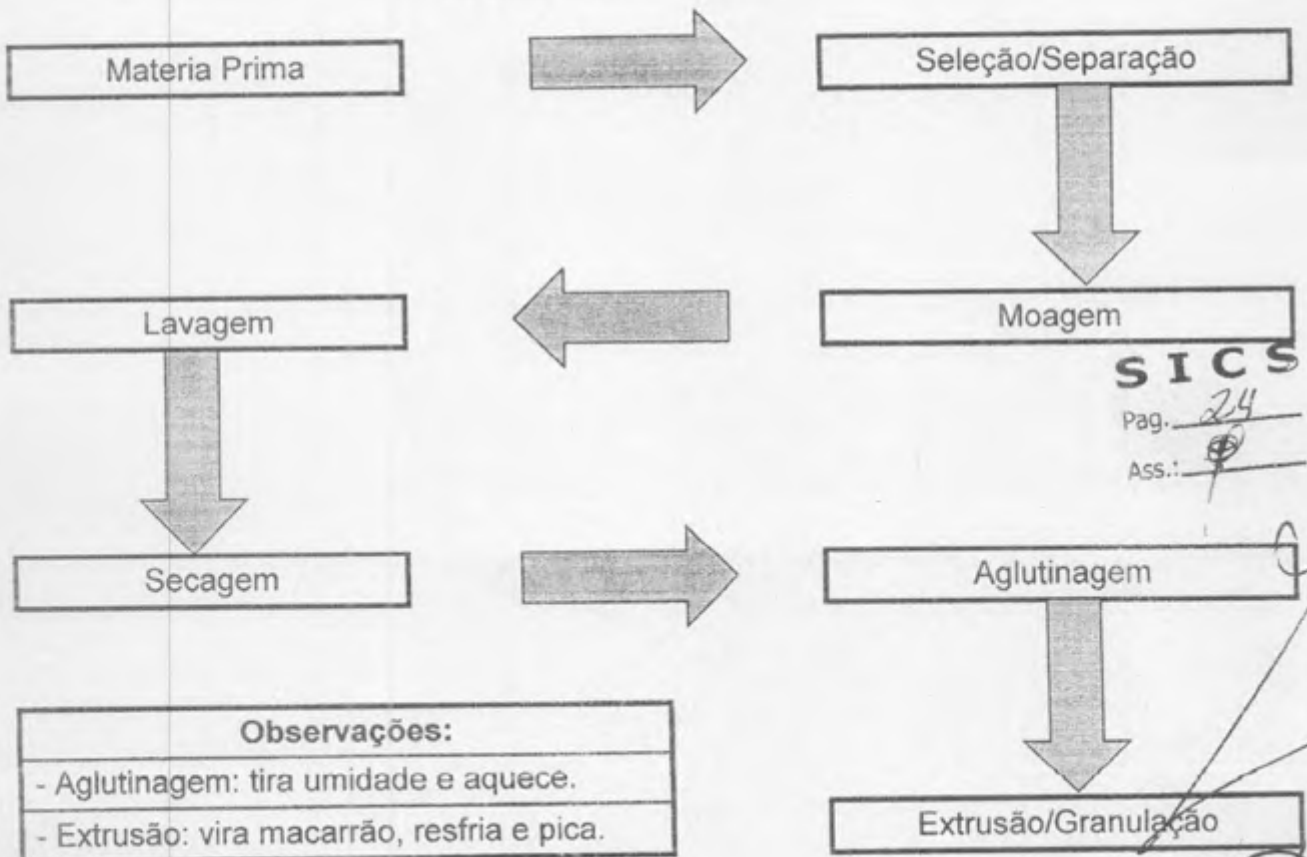 Materia Prima
Seleção/Separação
Lavagem
Moagem
S I C S
Pag. 24
Ass.:
Secagem
Aglutinagem
Observações:
- Aglutinagem: tira umidade e aquece.
- Extrusão: vira macarrão, resfria e pica.
Extrusão/Granulação